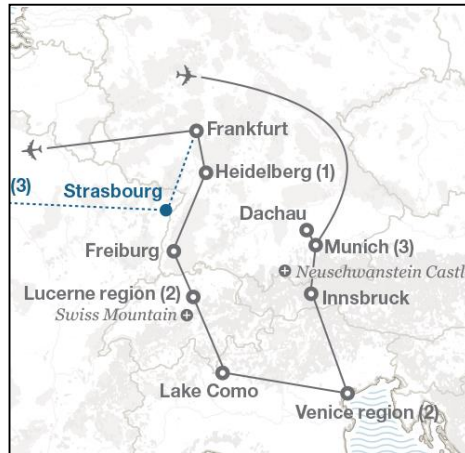 Frankfurt
Heidelberg (1)
(3)
Strasbourg
Dachau
Munich (3)
Freiburg
Neuschwanstein Castl
Lucerne region (2)
Innsbruck
Swiss Mountain
Lake Como
Venice region (2)